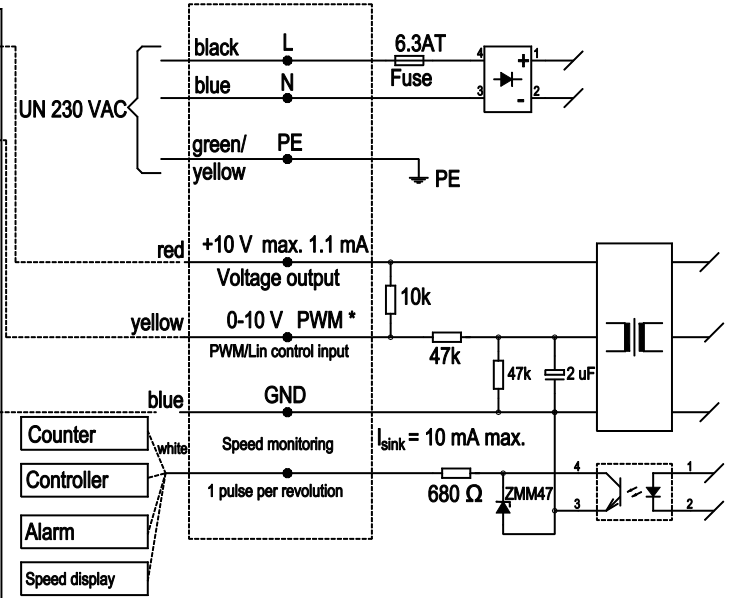 black L 6.3AT 4 + 1
UN 230 VAC
blue N Fuse 3 - 2
green/ PE
yellow PE
red +10 V max. 1.1 mA
Voltage output
10k
yellow 0-10 V PWM *
PWM/Lin control input 47k
47k 2 uF
blue GND
Counter
white Speed monitoring Isink = 10 mA max.
Controller 4 1
1 pulse per revolution 680 Ω ZMM47 3 2
Alarm
Speed display